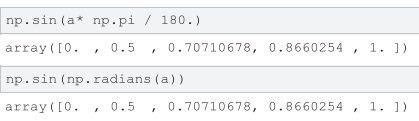 np.sin(a* np.pi / 180.)
array([0. , 0.5 , 0.70710678, 0.8660254 , 1. ])
np.sin(np.radians(a))
array([0. , 0.5 , 0.70710678, 0.8660254 , 1. ])